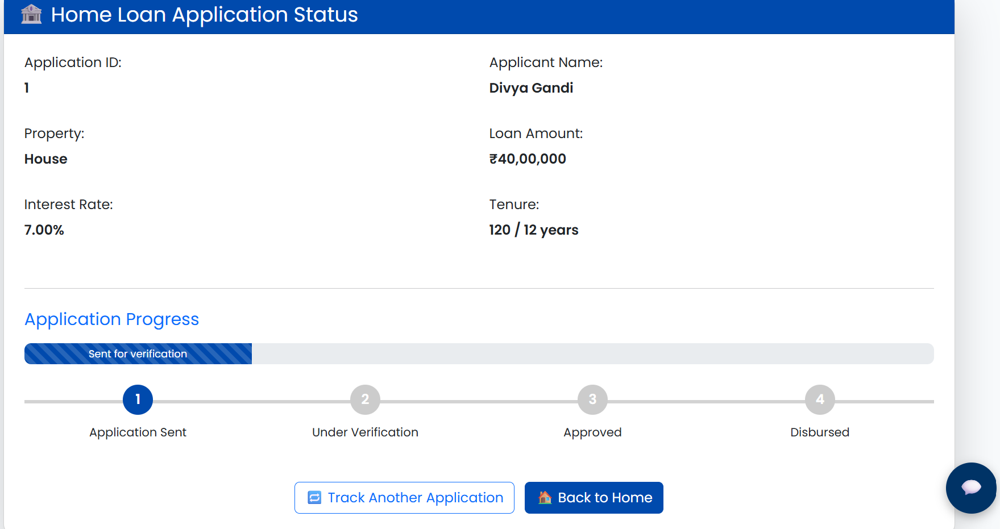 Home Loan Application Status
Application ID:
1
Applicant Name:
Divya Gandi
Property:
House
Loan Amount:
₹40,00,000
Interest Rate:
7.00%
Tenure:
120 / 12 years
Application Progress
Sent for verification
1
2
3
4
Application Sent
Under Verification
Approved
Disbursed
Track Another Application
Back to Home